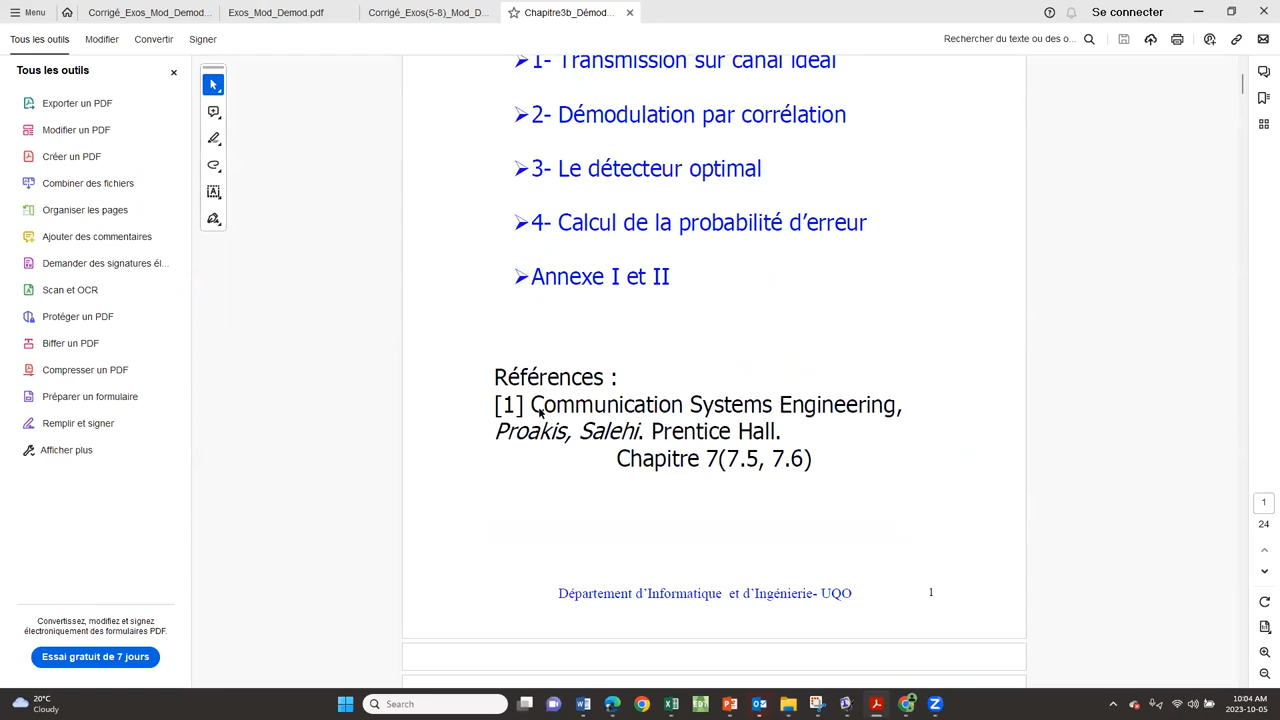 Menu
Corrigé_Exos_Mod_Demod...
Exos_Mod_Demod.pdf
Corrigé_Exos(5-8)_Mod_D...
Chapitre3b_Démod...
Se connecter
Tous les outils
Modifier
Convertir
Signer
Rechercher du texte ou des o...
Tous les outils
Exporter un PDF
Modifier un PDF
Créer un PDF
Combiner des fichiers
Organiser les pages
Ajouter des commentaires
Demander des signatures él...
Scan et OCR
Protéger un PDF
Biffer un PDF
Compresser un PDF
Préparer un formulaire
Remplir et signer
Afficher plus
Convertissez, modifiez et signez
électroniquement des formulaires PDF.
Essai gratuit de 7 jours
1- Transmission sur canal idéal
2- Démodulation par corrélation
3- Le détecteur optimal
4- Calcul de la probabilité d’erreur
Annexe I et II
Références :
[1] Communication Systems Engineering,
Proakis, Salehi. Prentice Hall.
Chapitre 7(7.5, 7.6)
Département d’Informatique et d’Ingénierie- UQO
1
1
24
20°C
Cloudy
Search
10:04 AM
2023-10-05